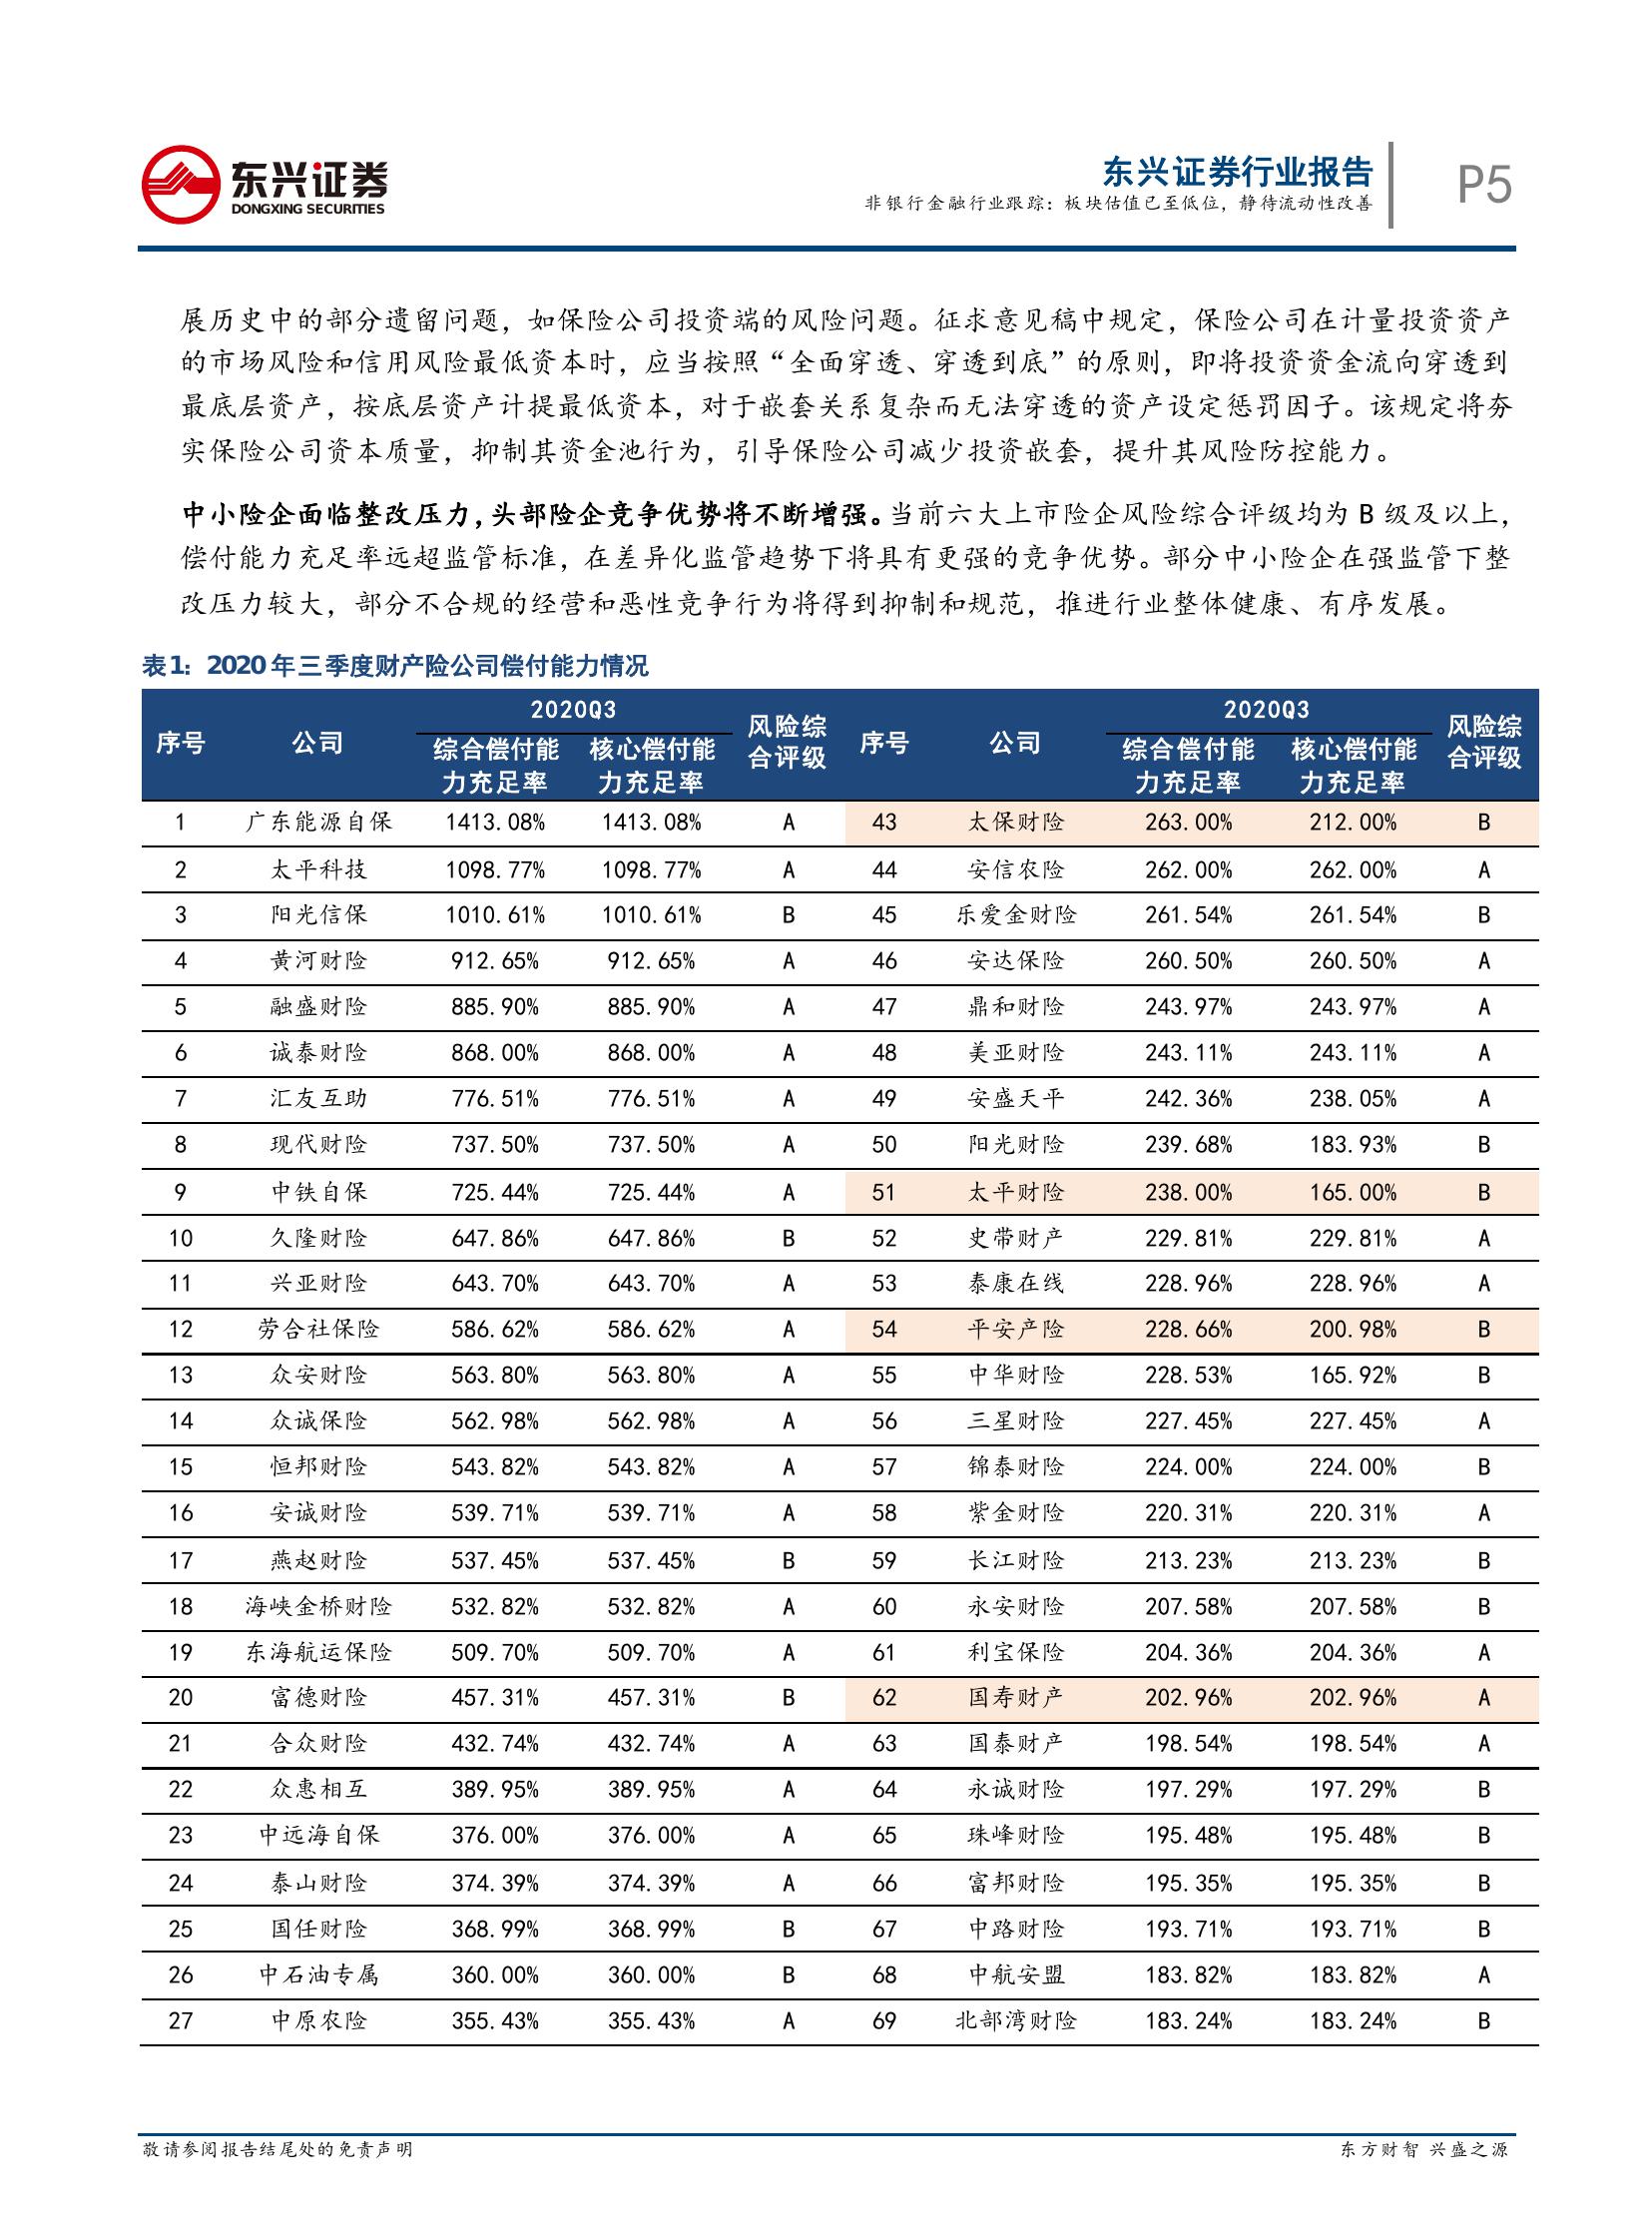 东兴证券
DONGXING SECURITIES
东兴证券行业报告
非银行金融行业跟踪：板块估值已至低位，静待流动性改善
P5
展历史中的部分遗留问题，如保险公司投资端的风险问题。征求意见稿中规定，保险公司在计量投资资产
的市场风险和信用风险最低资本时，应当按照“全面穿透、穿透到底”的原则，即将投资资金流向穿透到
最底层资产，按底层资产计提最低资本，对于嵌套关系复杂而无法穿透的资产设定惩罚因子。该规定将夯
实保险公司资本质量，抑制其资金池行为，引导保险公司减少投资嵌套，提升其风险防控能力。
中小险企面临整改压力，头部险企竞争优势将不断增强。当前六大上市险企风险综合评级均为 B 级及以上，
偿付能力充足率远超监管标准，在差异化监管趋势下将具有更强的竞争优势。部分中小险企在强监管下整
改压力较大，部分不合规的经营和恶性竞争行为将得到抑制和规范，推进行业整体健康、有序发展。
表1：2020 年三季度财产险公司偿付能力情况
序号 公司 2020Q3 风险综合评级 序号 公司 2020Q3 风险综合评级
综合偿付能力充足率 核心偿付能力充足率 综合偿付能力充足率 核心偿付能力充足率
1 广东能源自保 1413.08% 1413.08% A 43 太保财险 263.00% 212.00% B
2 太平科技 1098.77% 1098.77% A 44 安信农险 262.00% 262.00% A
3 阳光信保 1010.61% 1010.61% B 45 乐爱金财险 261.54% 261.54% B
4 黄河财险 912.65% 912.65% A 46 安达保险 260.50% 260.50% A
5 融盛财险 885.90% 885.90% A 47 鼎和财险 243.97% 243.97% A
6 诚泰财险 868.00% 868.00% A 48 美亚财险 243.11% 243.11% A
7 汇友互助 776.51% 776.51% A 49 安盛天平 242.36% 238.05% A
8 现代财险 737.50% 737.50% A 50 阳光财险 239.68% 183.93% B
9 中铁自保 725.44% 725.44% A 51 太平财险 238.00% 165.00% B
10 久隆财险 647.86% 647.86% B 52 史带财产 229.81% 229.81% A
11 兴亚财险 643.70% 643.70% A 53 泰康在线 228.96% 228.96% A
12 劳合社保险 586.62% 586.62% A 54 平安产险 228.66% 200.98% B
13 众安财险 563.80% 563.80% A 55 中华财险 228.53% 165.92% B
14 众诚保险 562.98% 562.98% A 56 三星财险 227.45% 227.45% A
15 恒邦财险 543.82% 543.82% A 57 锦泰财险 224.00% 224.00% B
16 安诚财险 539.71% 539.71% A 58 紫金财险 220.31% 220.31% A
17 燕赵财险 537.45% 537.45% B 59 长江财险 213.23% 213.23% B
18 海峡金桥财险 532.82% 532.82% A 60 永安财险 207.58% 207.58% B
19 东海航运保险 509.70% 509.70% A 61 利宝保险 204.36% 204.36% A
20 富德财险 457.31% 457.31% B 62 国寿财产 202.96% 202.96% A
21 合众财险 432.74% 432.74% A 63 国泰财产 198.54% 198.54% A
22 众惠相互 389.95% 389.95% A 64 永诚财险 197.29% 197.29% B
23 中远海自保 376.00% 376.00% A 65 珠峰财险 195.48% 195.48% B
24 泰山财险 374.39% 374.39% A 66 富邦财险 195.35% 195.35% B
25 国任财险 368.99% 368.99% B 67 中路财险 193.71% 193.71% B
26 中石油专属 360.00% 360.00% B 68 中航安盟 183.82% 183.82% A
27 中原农险 355.43% 355.43% A 69 北部湾财险 183.24% 183.24% B
敬请参阅报告结尾处的免责声明
东方财智 兴盛之源